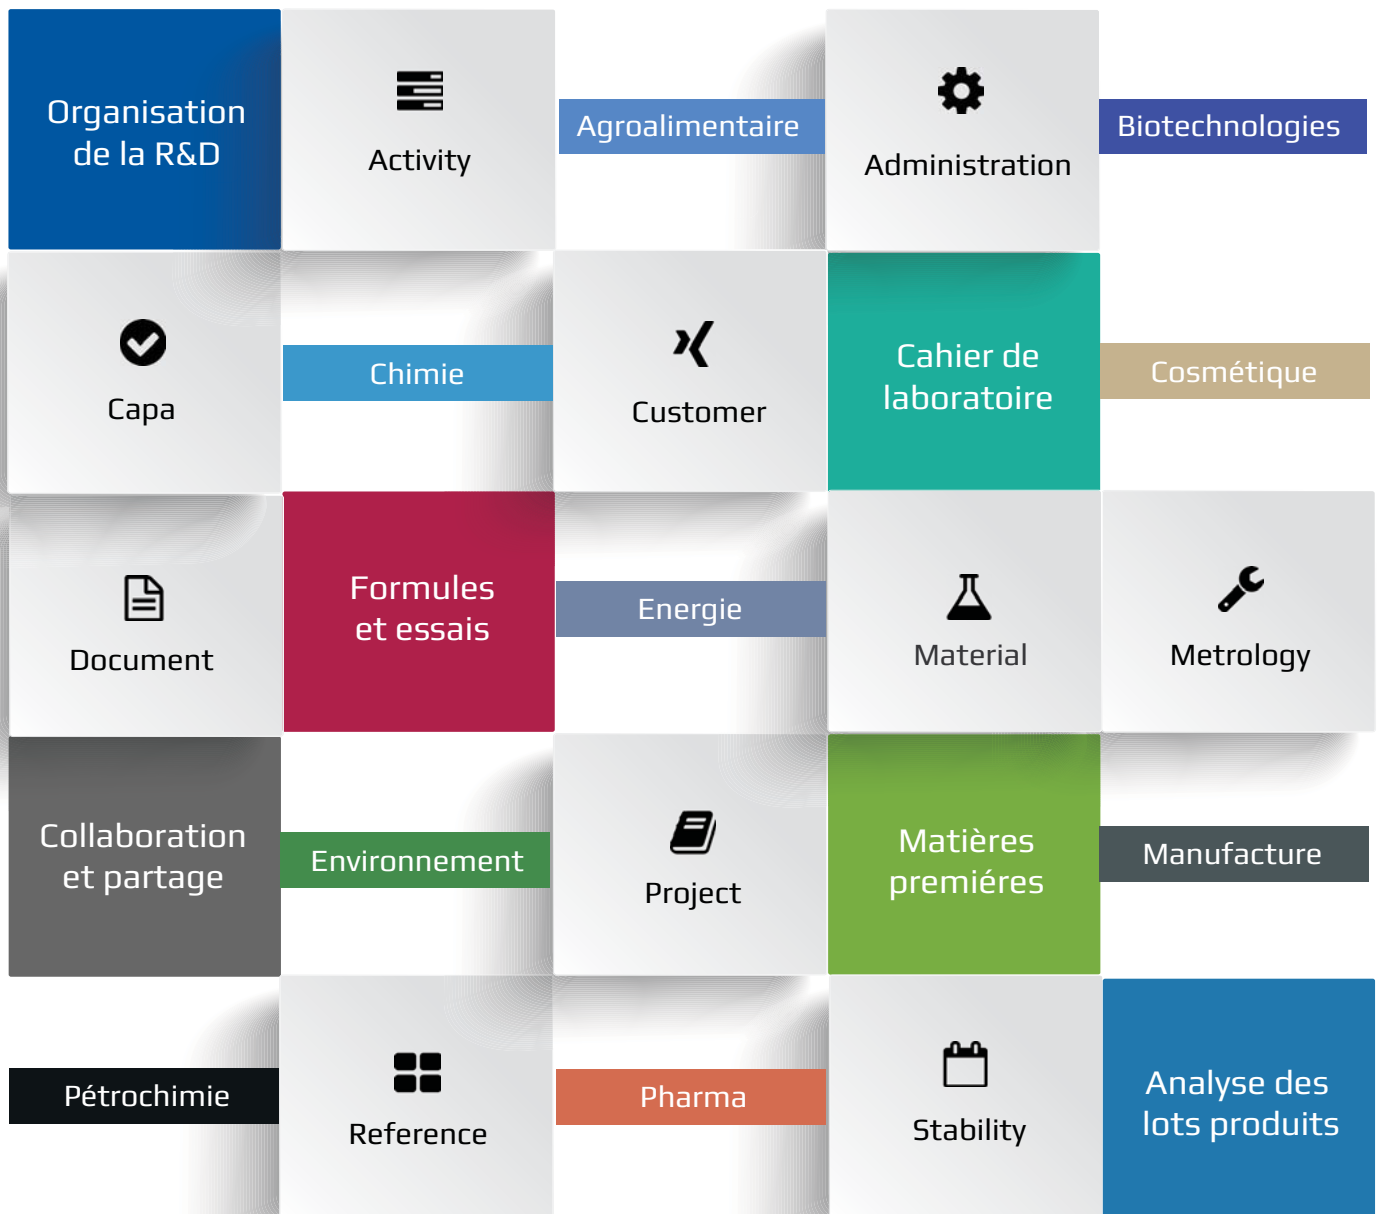 Organisation
de la R&D
Activity
Agroalimentaire
Administration
Biotechnologies
Capa
Chimie
Customer
Cahier de
laboratoire
Cosmétique
Document
Formules
et essais
Energie
Material
Metrology
Collaboration
et partage
Environnement
Project
Matières
premiéres
Manufacture
Pétrochimie
Reference
Pharma
Stability
Analyse des
lots produits